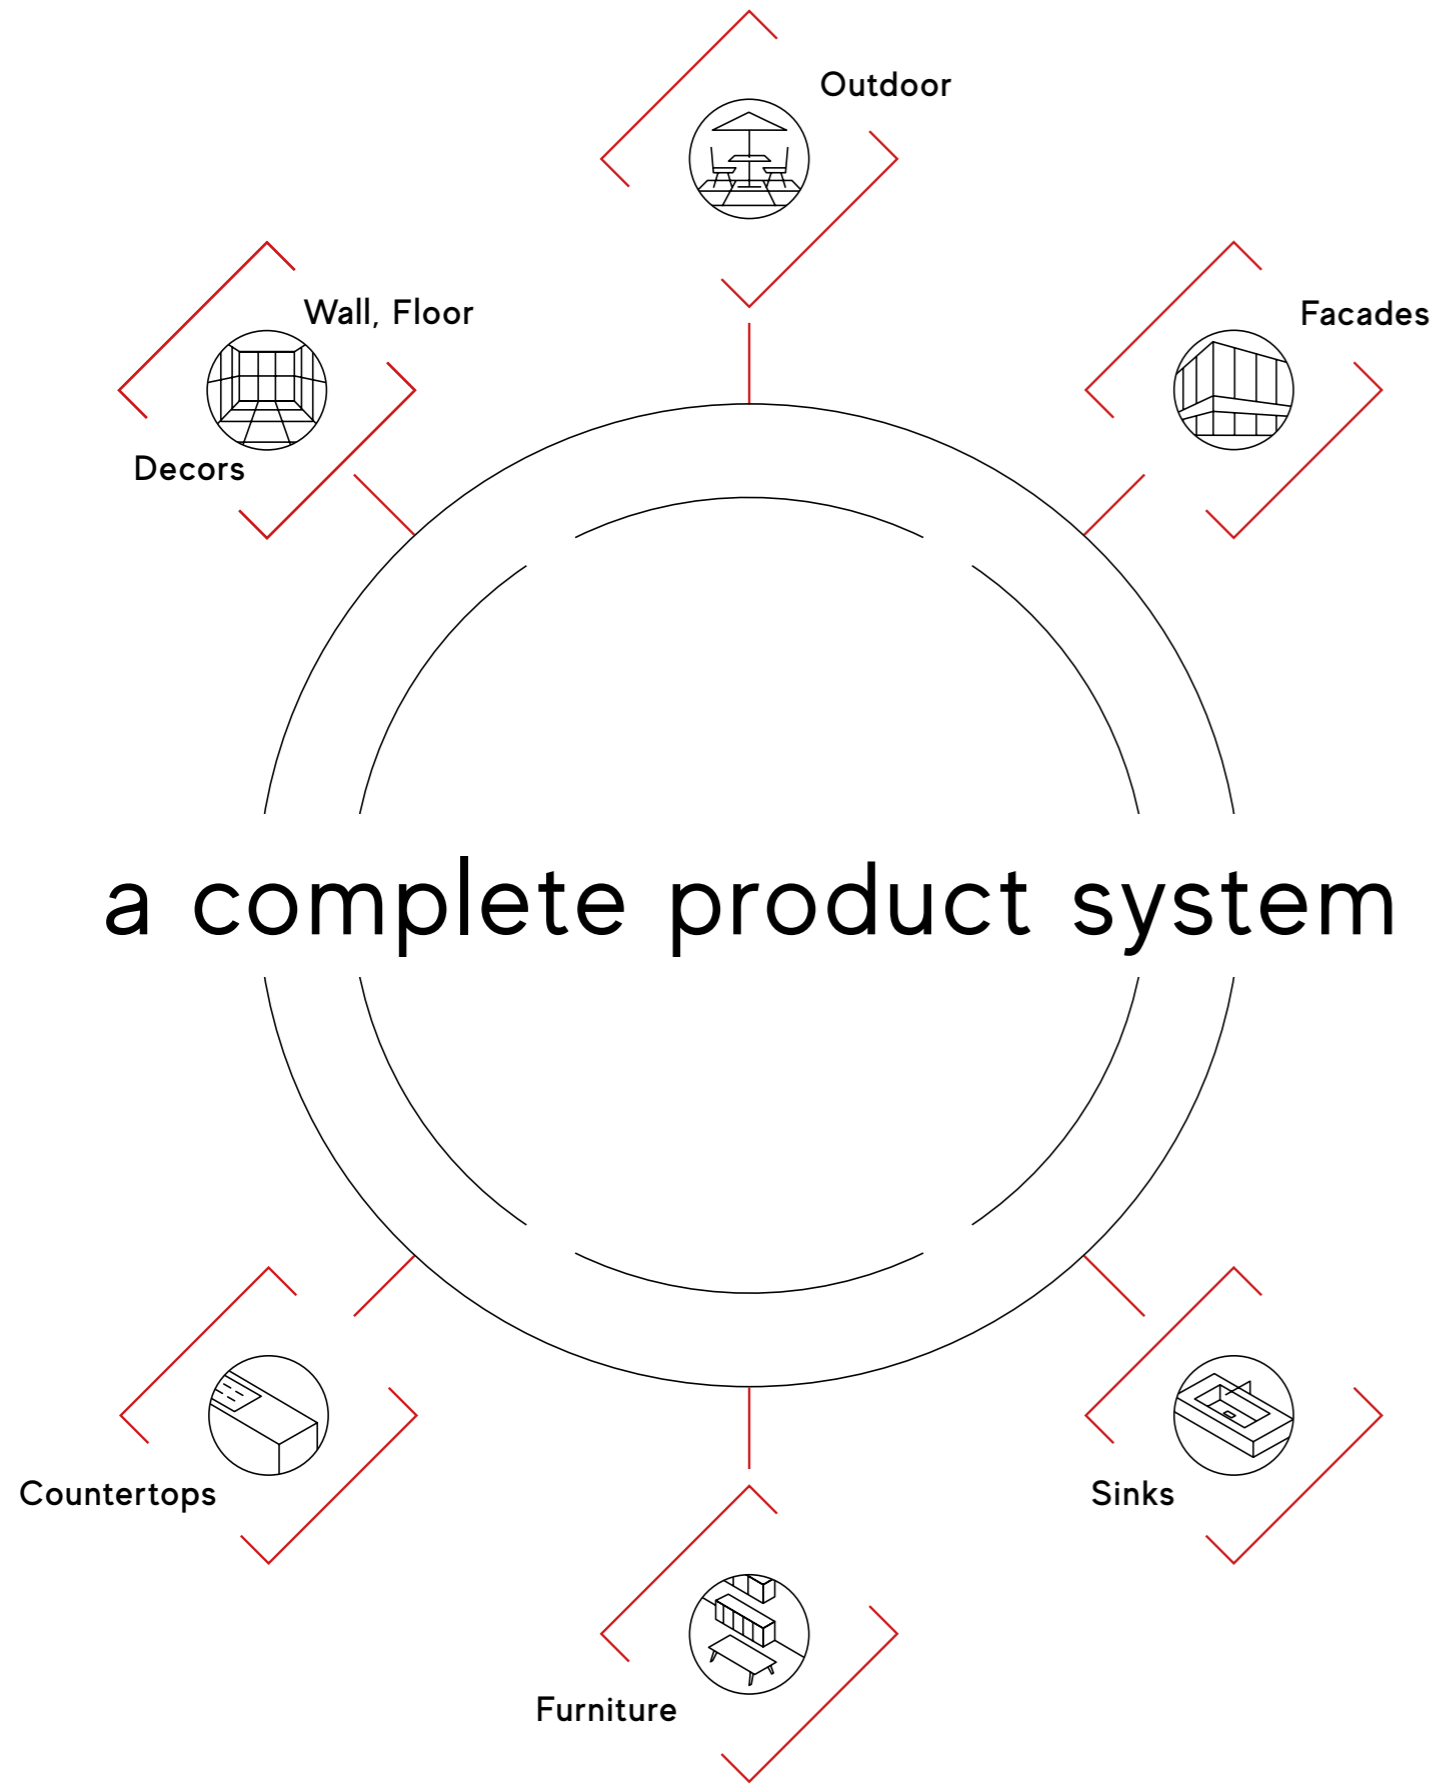 Outdoor
Wall, Floor
Facades
Decors
a complete product system
Countertops
Sinks
Furniture